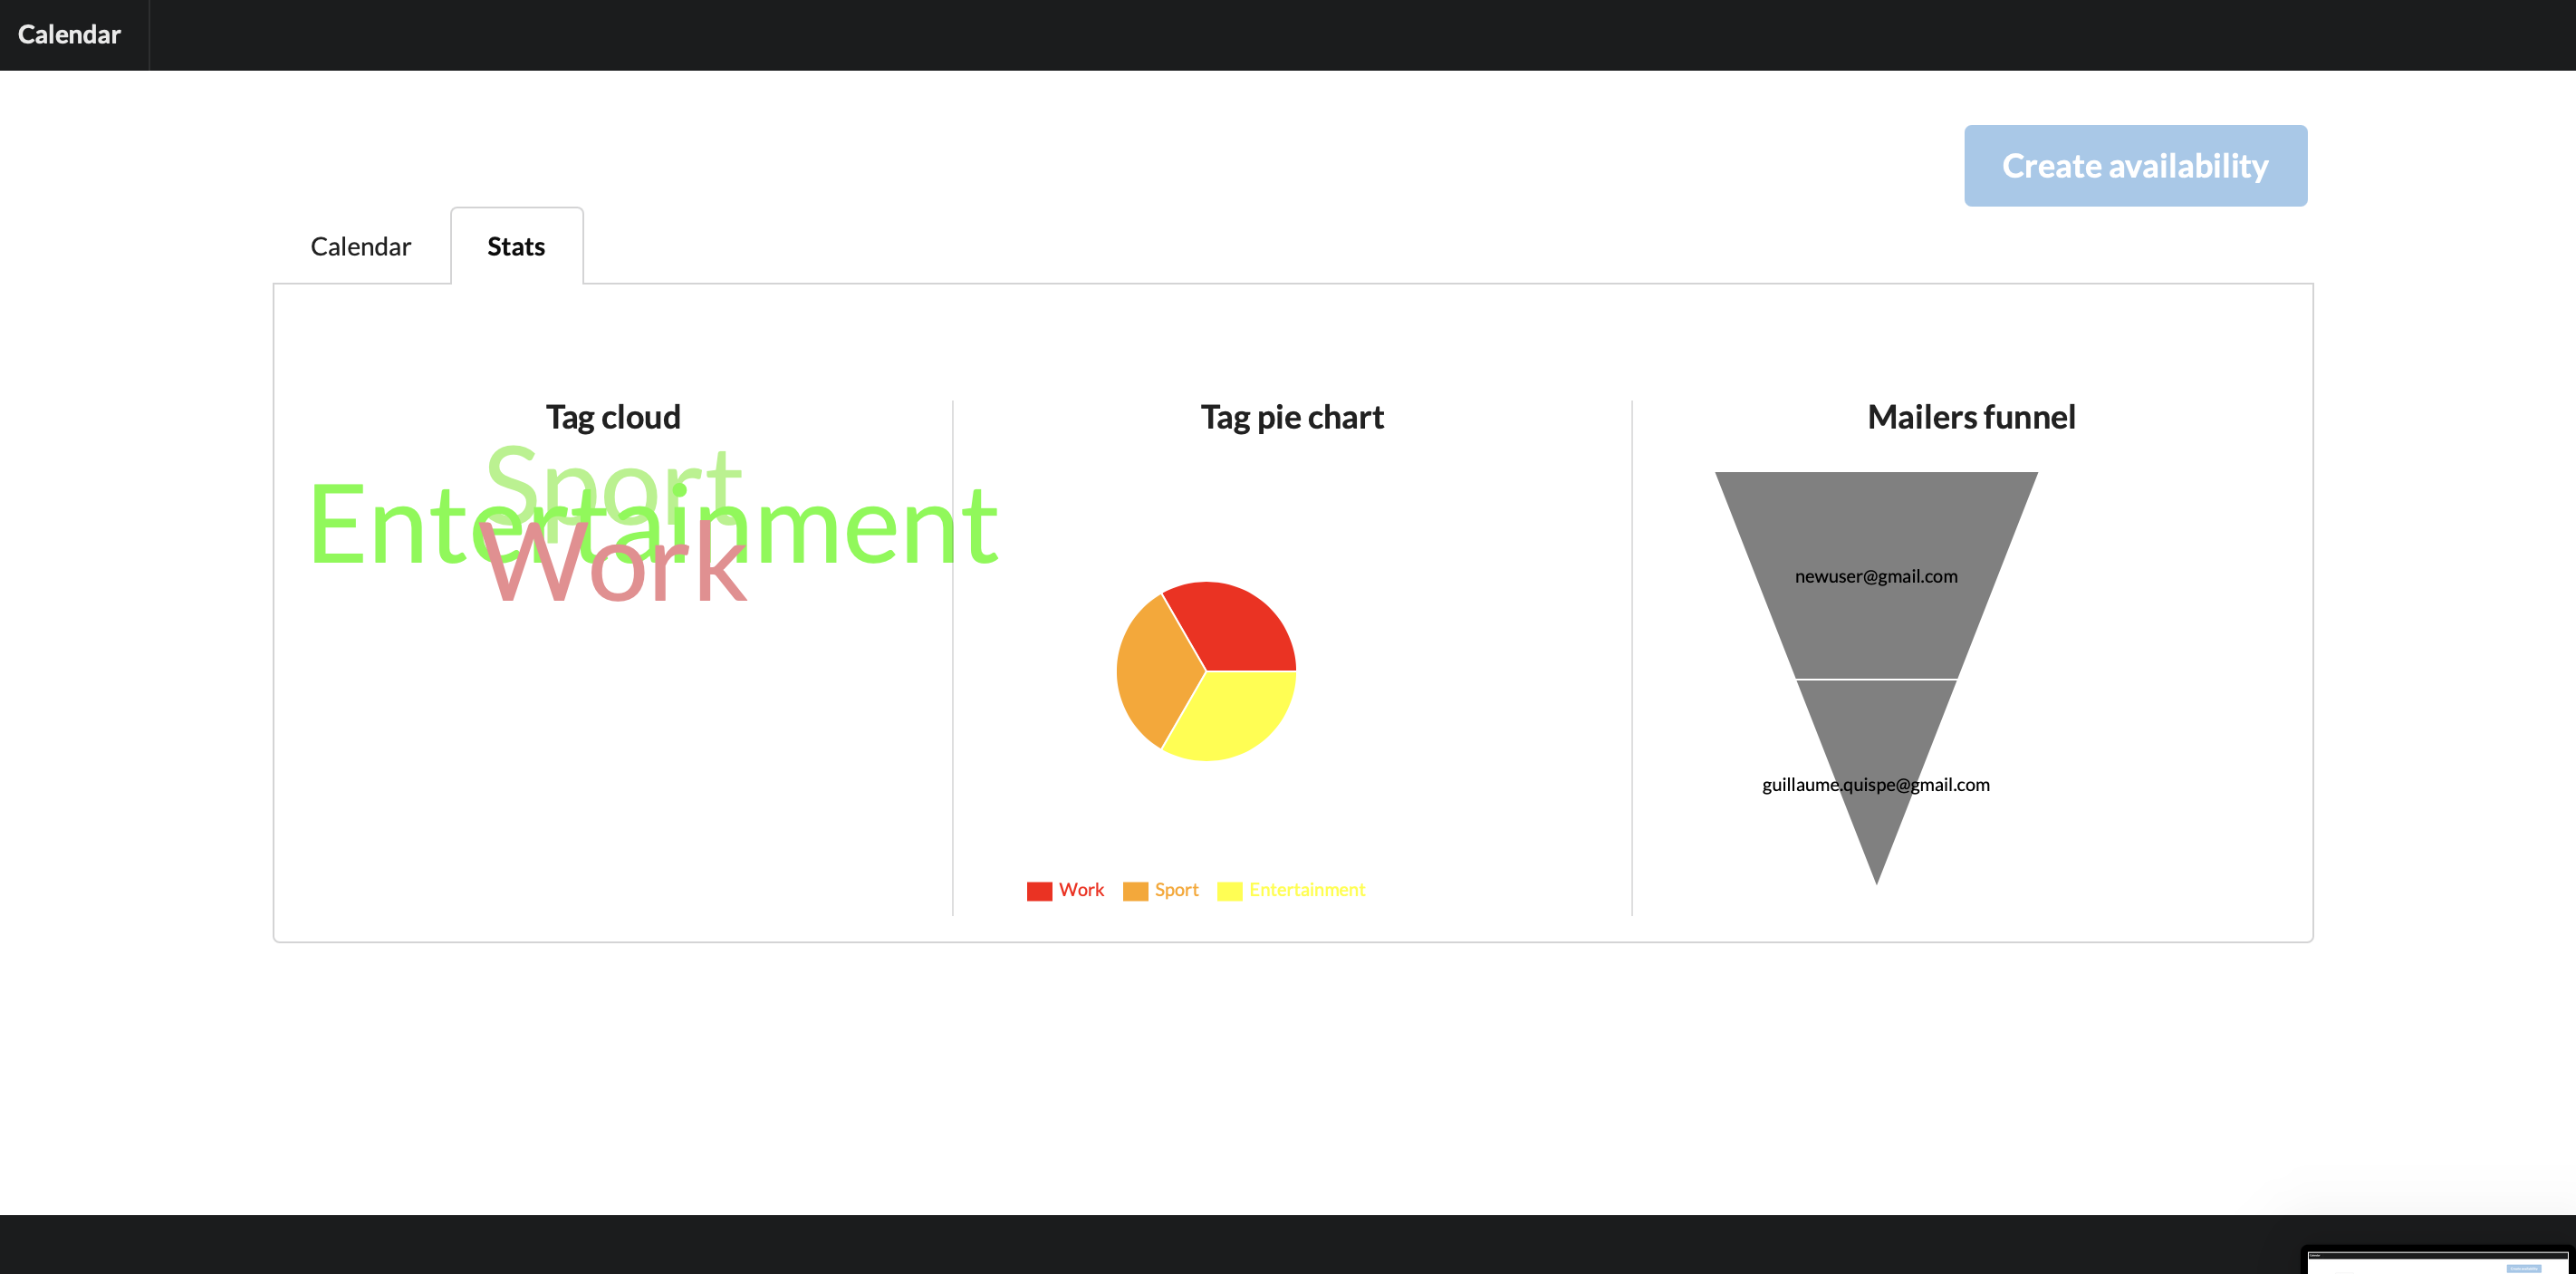 Calendar
Create availability
Calendar
Stats
Tag cloud
Sport
Entertainment
Work
Tag pie chart
Work
Sport
Entertainment
Mailers funnel
newuser@gmail.com
guillaume.quispe@gmail.com